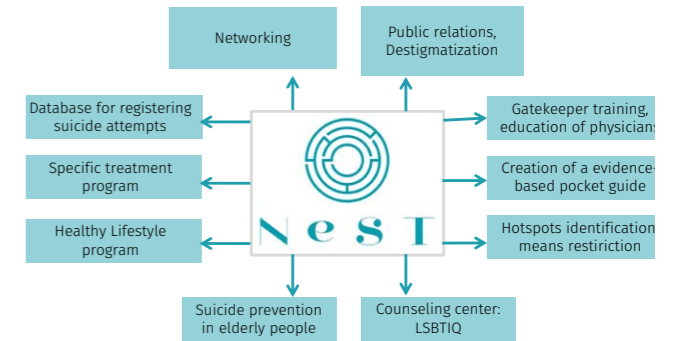 Networking
Public relations,
Destigmatization
Database for registering
suicide attempts
Gatekeeper training,
education of physicians
Specific treatment
program
Creation of a evidence-
based pocket guide
Healthy Lifestyle
program
Hotspots identification
means restiriction
NeST
Suicide prevention
in elderly people
Counseling center:
LSBTIQ